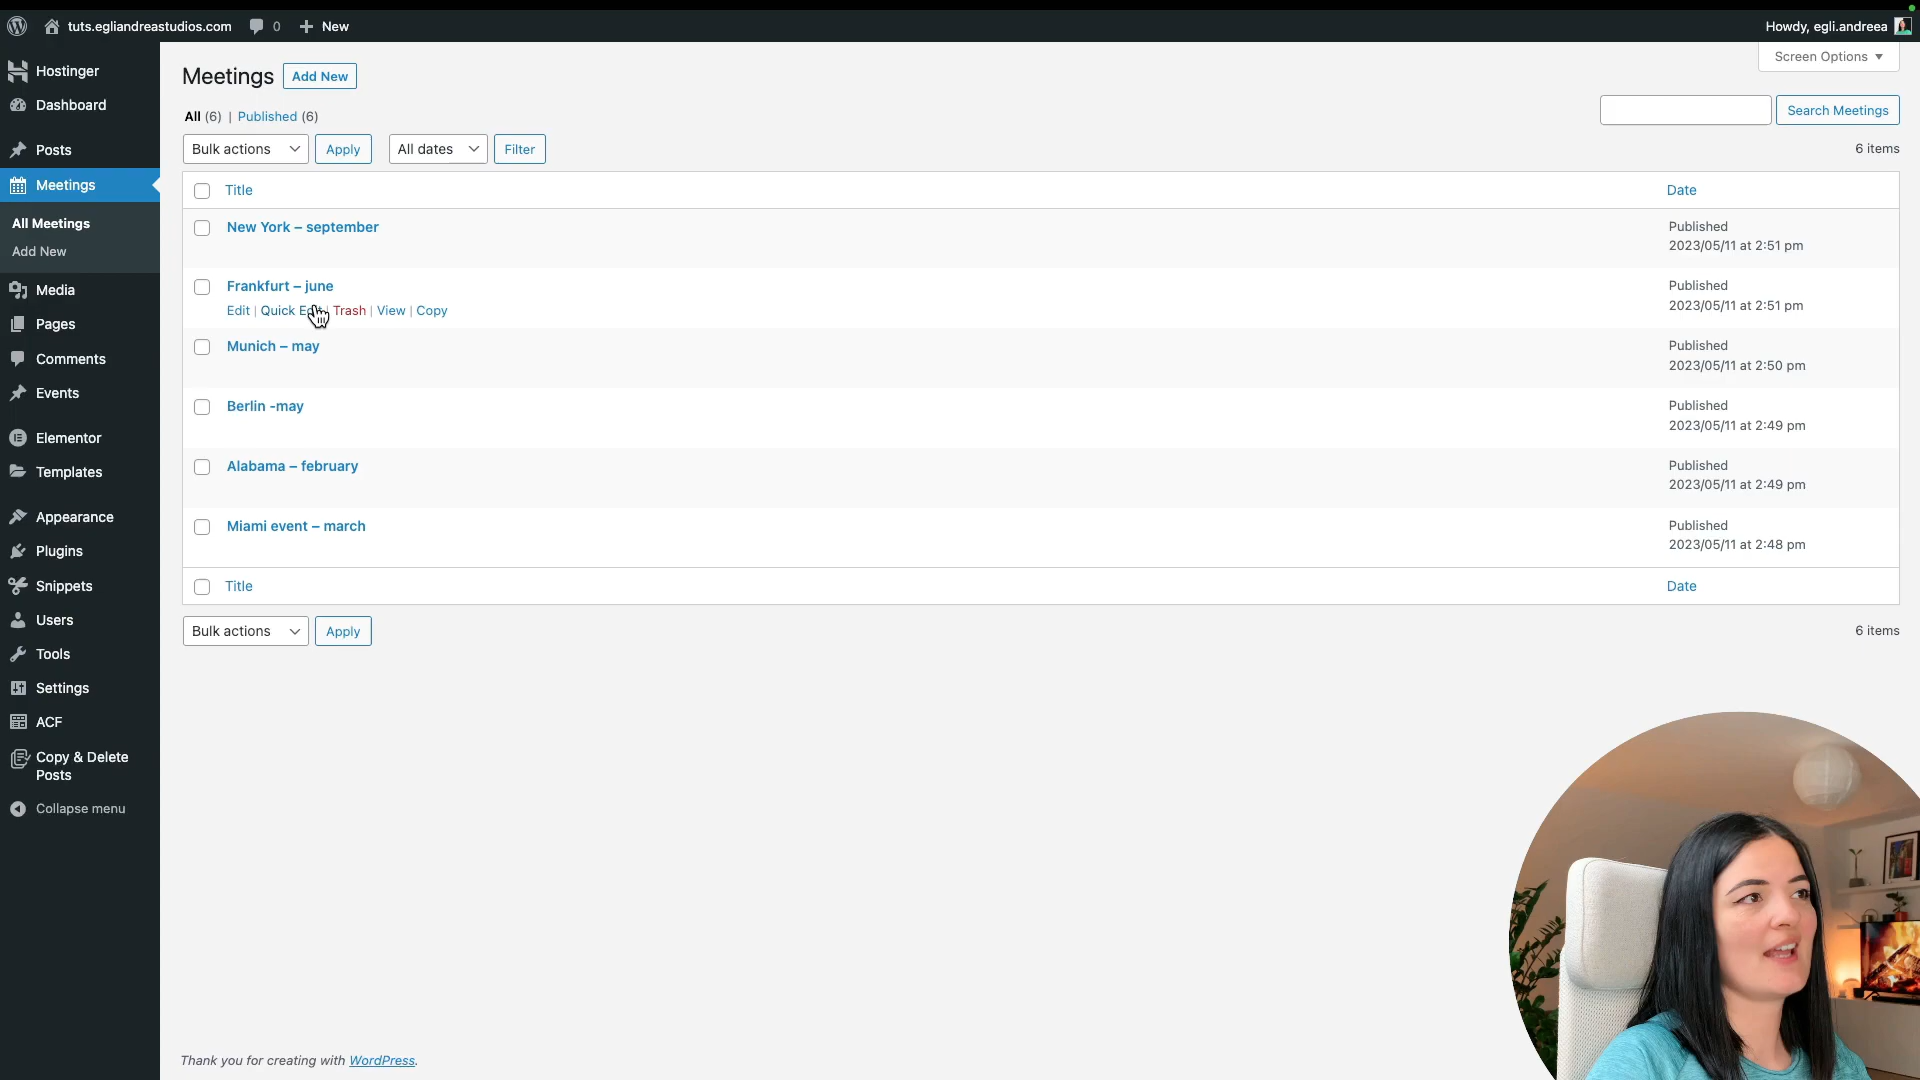 tuts.egliandreastudios.com 0 New
Howdy, egli.andreea
Screen Options
Hostinger
Dashboard
Posts
Meetings
All Meetings
Add New
Media
Pages
Comments
Events
Elementor
Templates
Appearance
Plugins
Snippets
Users
Tools
Settings
ACF
Copy & Delete
Posts
Collapse menu
Meetings Add New
All (6) | Published (6)
Search Meetings
Bulk actions Apply All dates Filter
6 items
Title Date
New York – september Published
2023/05/11 at 2:51 pm
Frankfurt – june Published
Edit | Quick Edit | Trash | View | Copy 2023/05/11 at 2:51 pm
Munich – may Published
2023/05/11 at 2:50 pm
Berlin -may Published
2023/05/11 at 2:49 pm
Alabama – february Published
2023/05/11 at 2:49 pm
Miami event – march Published
2023/05/11 at 2:48 pm
Title Date
Bulk actions Apply
6 items
Thank you for creating with WordPress.